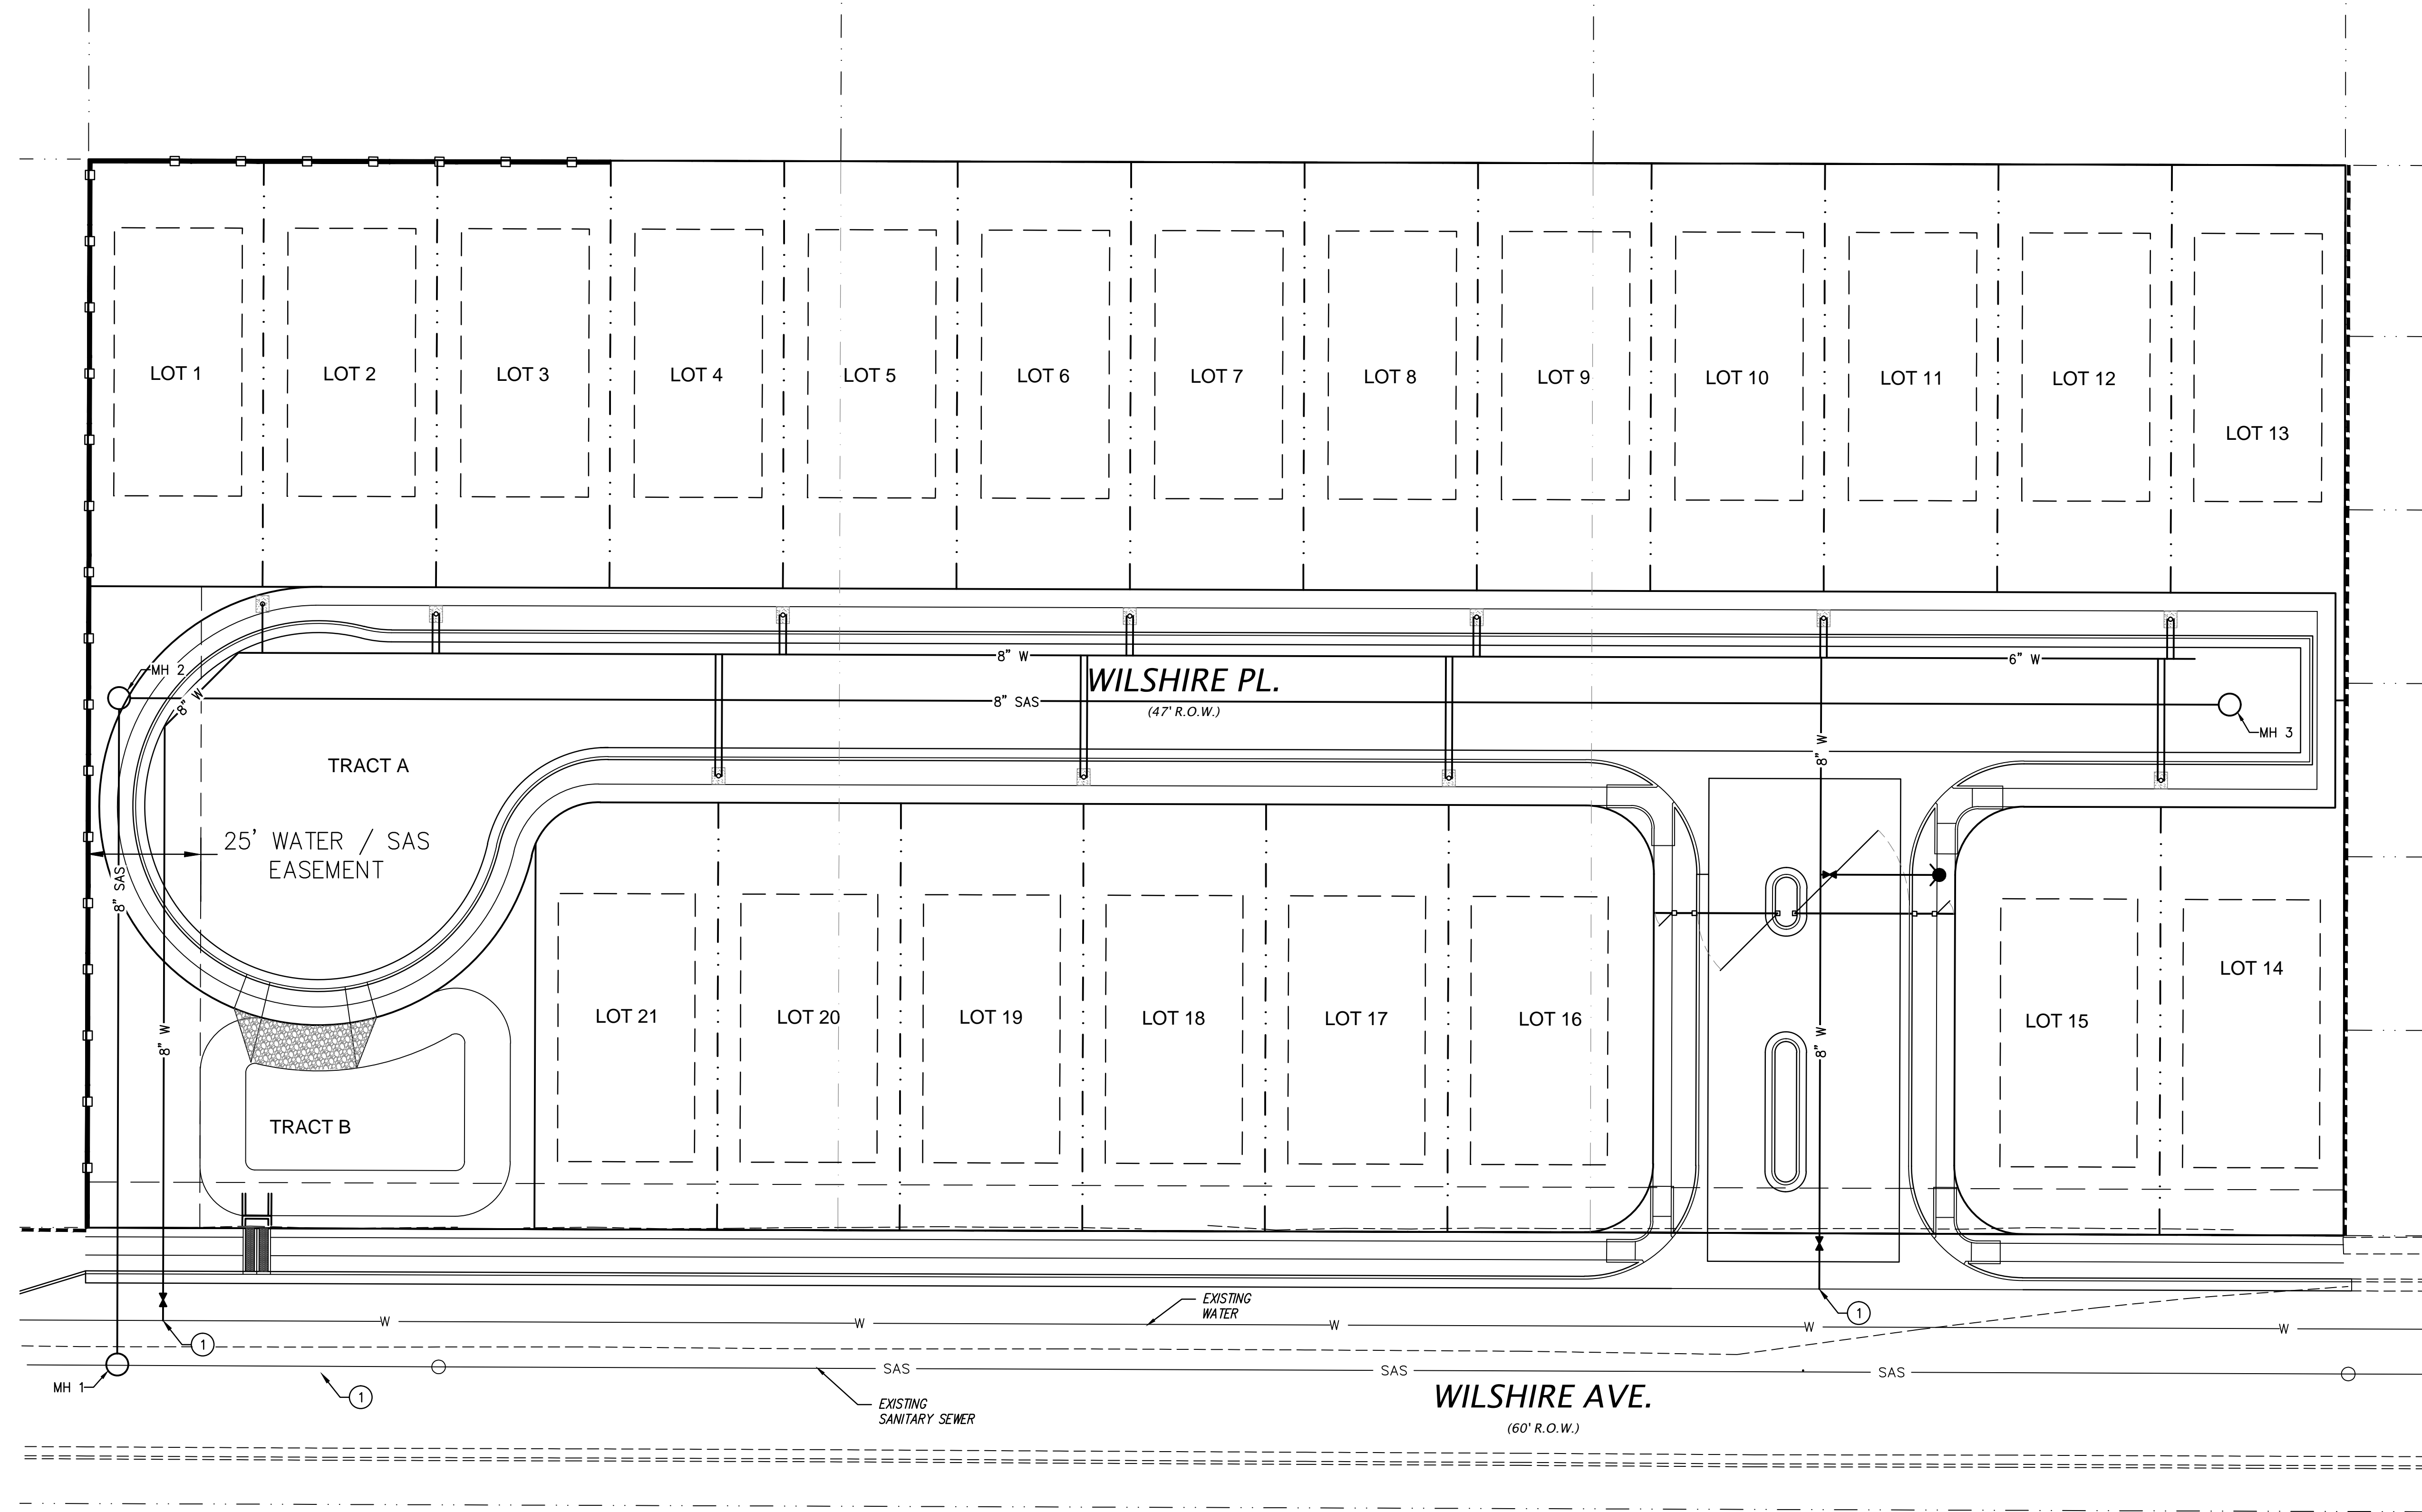 LOT 1
LOT 2
LOT 3
LOT 4
LOT 5
LOT 6
LOT 7
LOT 8
LOT 9
LOT 10
LOT 11
LOT 12
LOT 13
8" W
6" W
MH 2
WILSHIRE PL.
(47' R.O.W.)
8" W
8" SAS
MH 3
8" W
TRACT A
25' WATER / SAS
EASEMENT
8" SAS
LOT 14
LOT 21
LOT 20
LOT 19
LOT 18
LOT 17
LOT 16
LOT 15
8" W
8" W
TRACT B
EXISTING
WATER
1
W
W
W
W
W
1
SAS
SAS
SAS
MH 1
1
EXISTING
SANITARY SEWER
WILSHIRE AVE.
(60' R.O.W.)